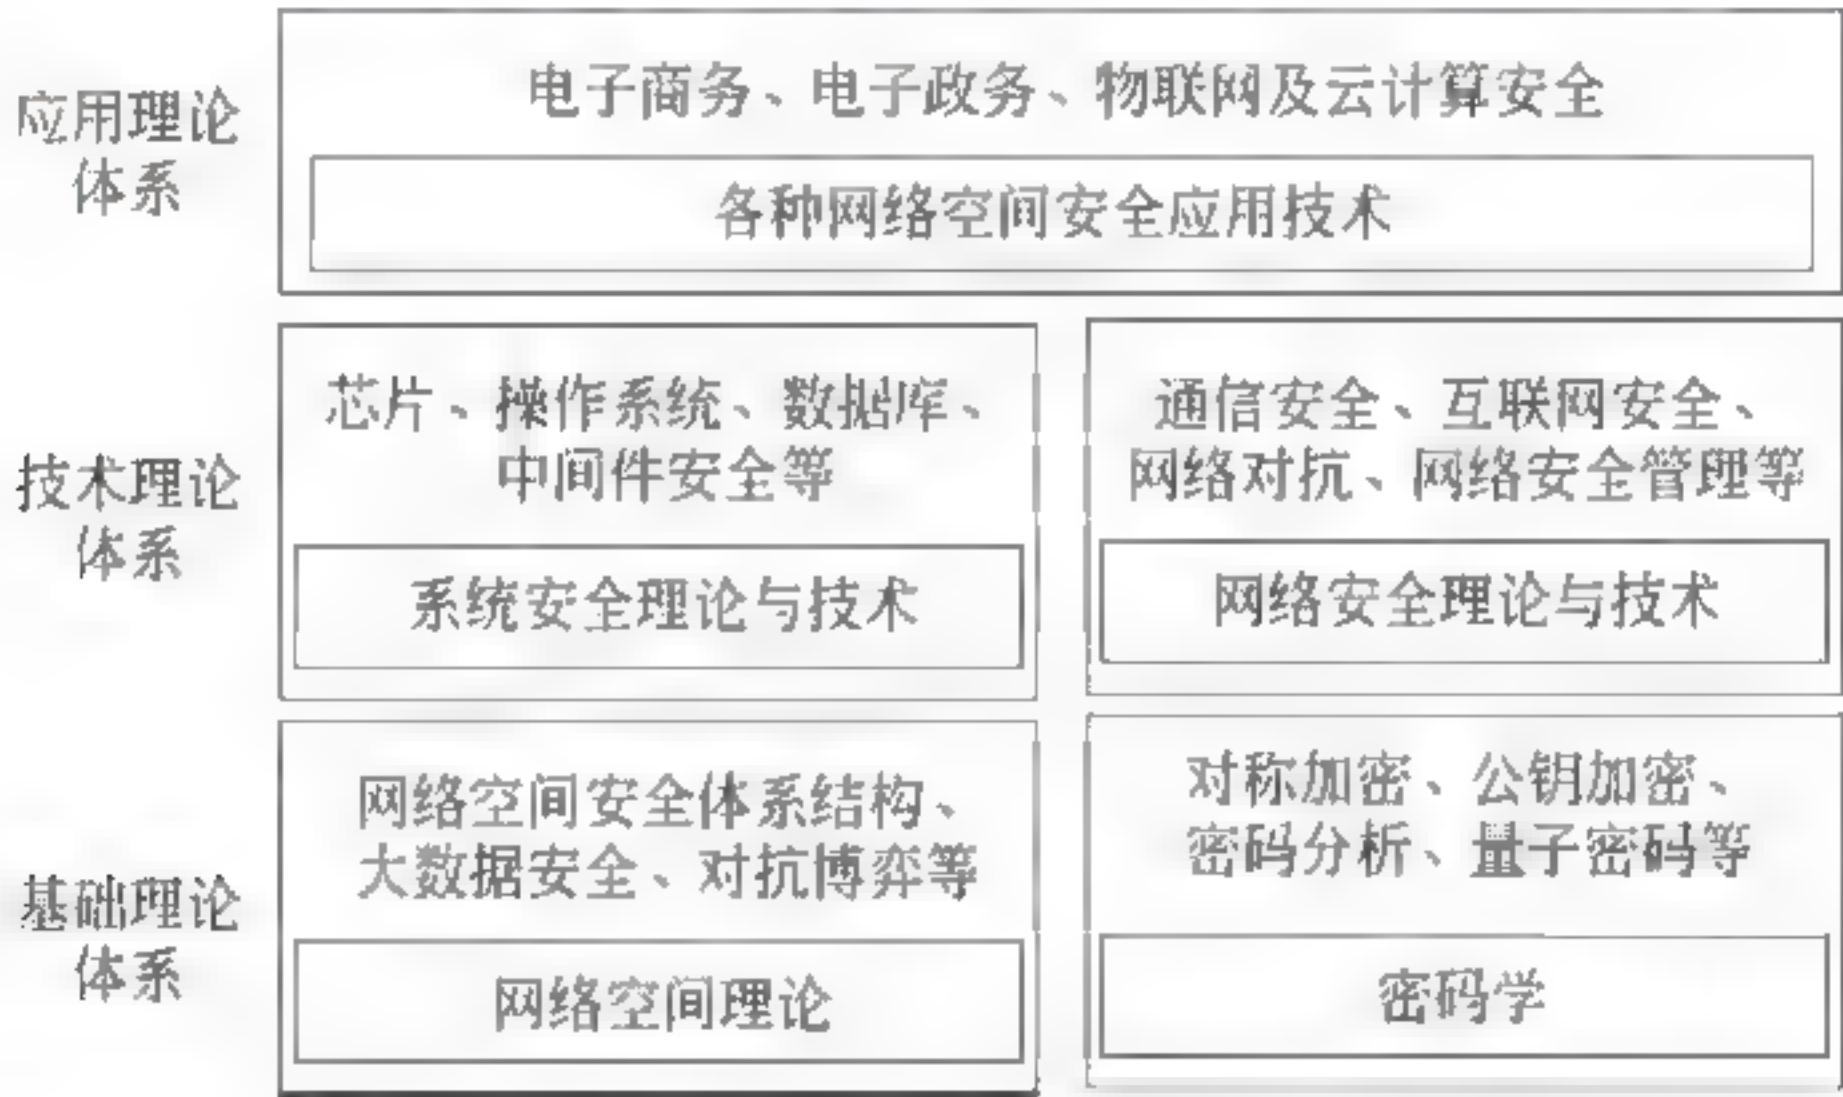 应用理论
体系
电子商务、电子政务、物联网及云计算安全
各种网络空间安全应用技术
技术理论
体系
芯片、操作系统、数据库、
中间件安全等
系统安全理论与技术
通信安全、互联网安全、
网络对抗、网络安全管理等
网络安全理论与技术
基础理论
体系
网络空间安全体系结构、
大数据安全、对抗博弈等
网络空间理论
对称加密、公钥加密、
密码分析、量子密码等
密码学